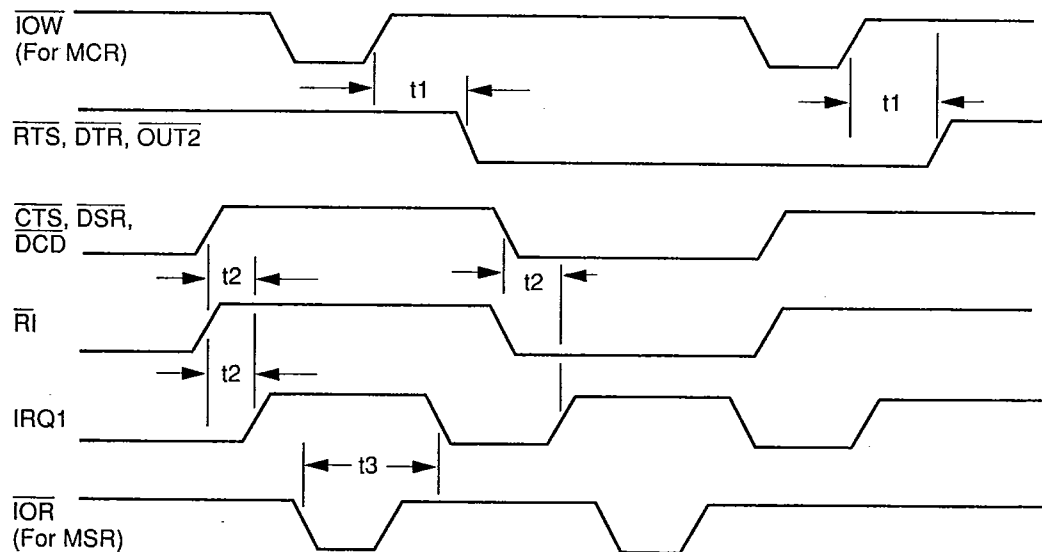 IOW
(For MCR)
t1
t1
RTS, DTR, OUT2
CTS, DSR,
DCD
t2
t2
RI
t2
IRQ1
t3
IOR
(For MSR)